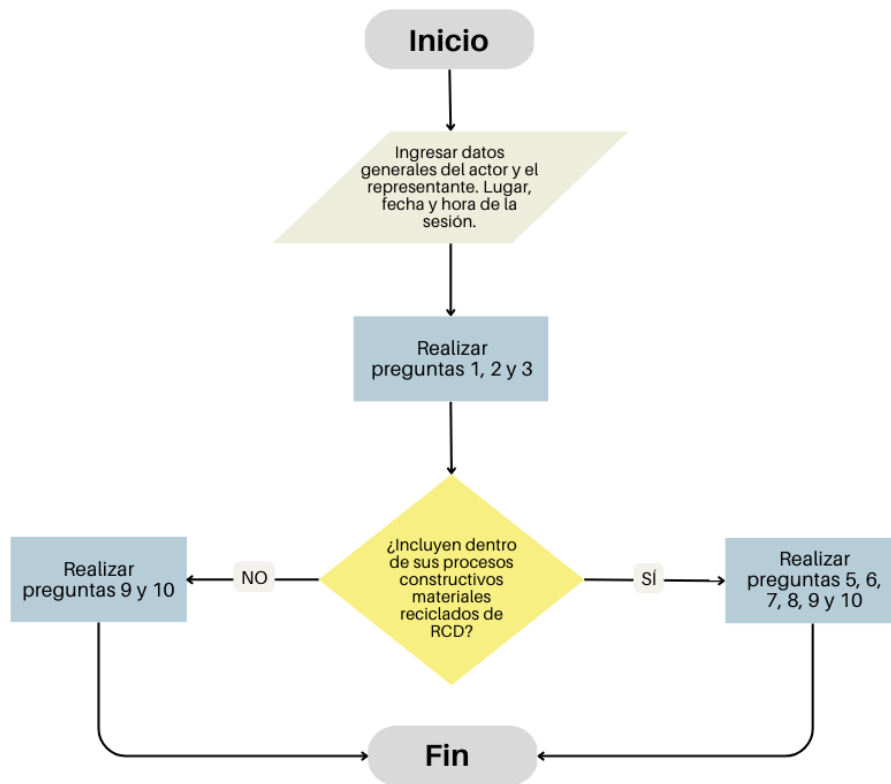 Inicio
Ingresar datos
generales del actor y el
representante. Lugar,
fecha y hora de la
sesión.
Realizar
preguntas 1, 2 y 3
¿Incluyen dentro
de sus procesos
constructivos
materiales
reciclados de
RCD?
NO
Realizar
preguntas 9 y 10
SÍ
Realizar
preguntas 5, 6,
7, 8, 9 y 10
Fin